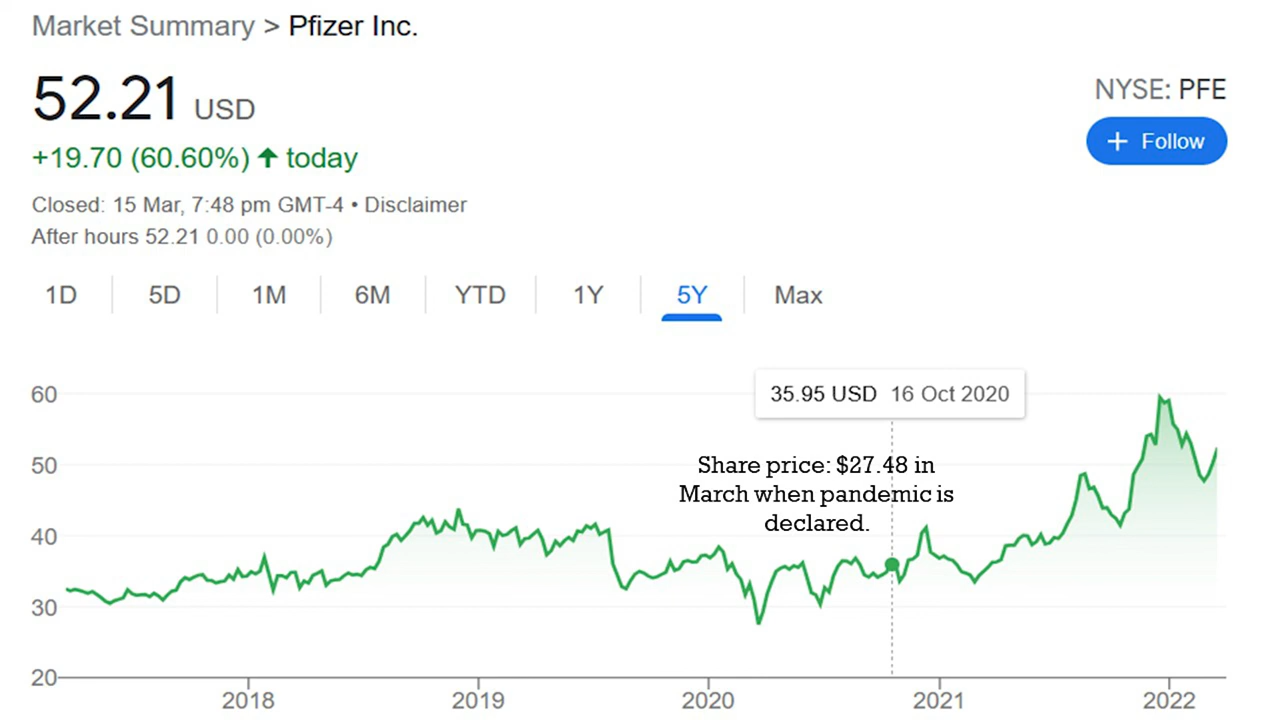 Market Summary > Pfizer Inc.
52.21 USD
NYSE: PFE
+ Follow
+19.70 (60.60%) ↑ today
Closed: 15 Mar, 7:48 pm GMT-4 • Disclaimer
After hours 52.21 0.00 (0.00%)
1D 5D 1M 6M YTD 1Y 5Y Max
35.95 USD 16 Oct 2020
Share price: $27.48 in
March when pandemic is
declared.
60
50
40
30
20
2018 2019 2020 2021 2022